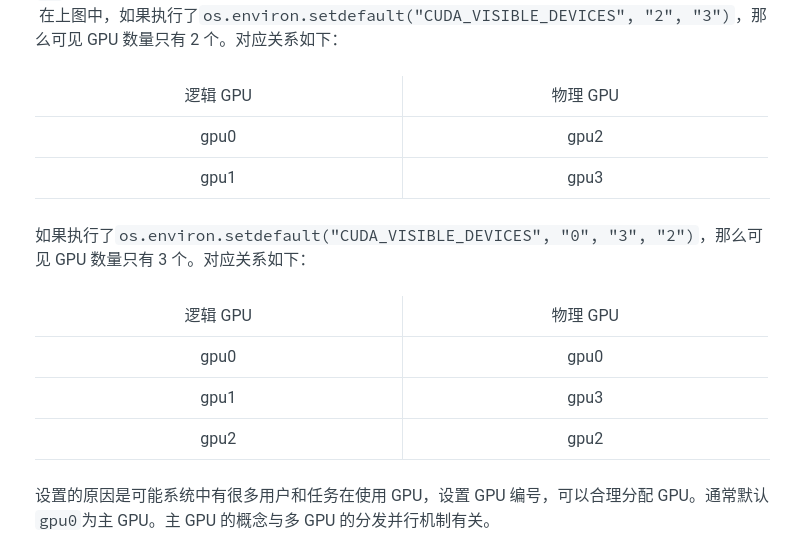 在上图中，如果执行了 os.environ.setdefault("CUDA_VISIBLE_DEVICES", "2", "3")，那
么可见 GPU 数量只有 2 个。对应关系如下：
逻辑 GPU 物理 GPU
gpu0 gpu2
gpu1 gpu3
如果执行了 os.environ.setdefault("CUDA_VISIBLE_DEVICES", "0", "3", "2")，那么可
见 GPU 数量只有 3 个。对应关系如下：
逻辑 GPU 物理 GPU
gpu0 gpu0
gpu1 gpu3
gpu2 gpu2
设置的原因是可能系统中有很多用户和任务在使用 GPU，设置 GPU 编号，可以合理分配 GPU。通常默认
gpu0 为主 GPU。主 GPU 的概念与多 GPU 的分发并行机制有关。